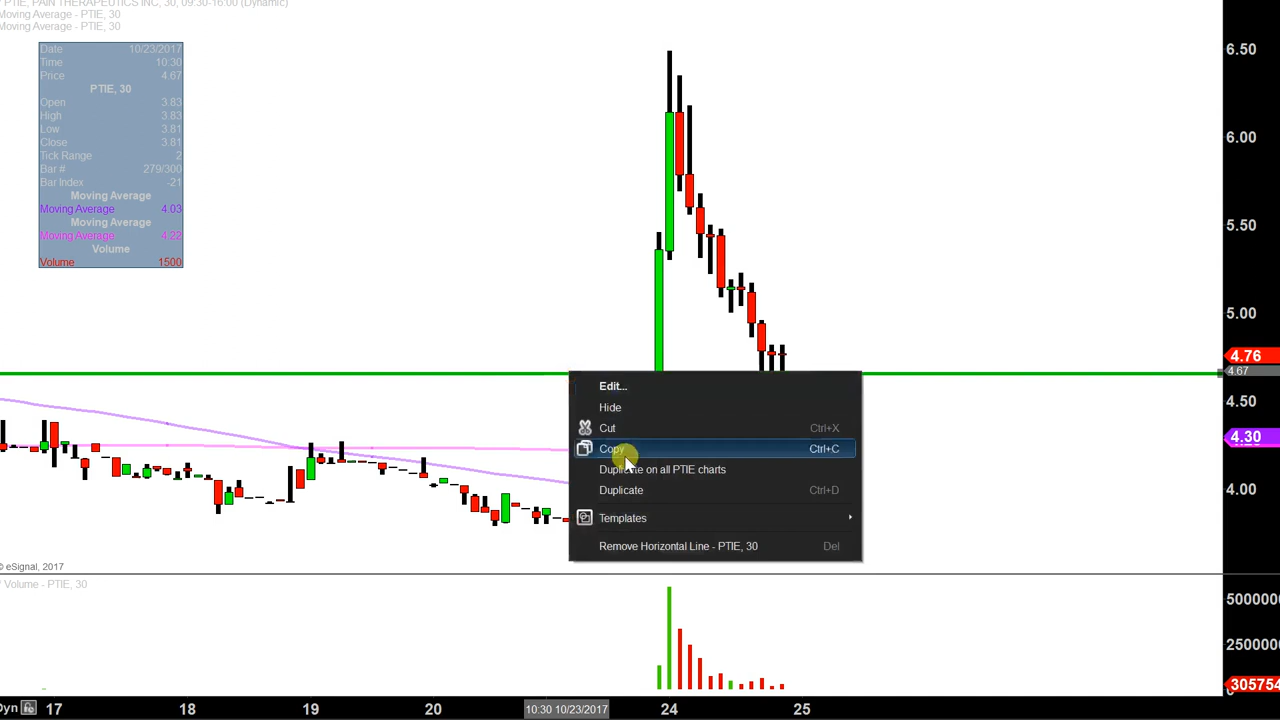 PTIE, PAIN THERAPEUTICS INC, 30, 09:30-16:00 (Dynamic)
Moving Average - PTIE, 30
Moving Average - PTIE, 30
Date 10/23/2017
Time 10:30
Price 4.67
PTIE, 30
Open 3.83
High 3.83
Low 3.81
Close 3.81
Tick Range 2
Bar # 279/300
Bar Index -21
Moving Average
Moving Average 4.03
Moving Average
Moving Average 4.22
Volume
Volume 1500
6.50
6.00
5.50
5.00
4.76
4.67
4.50
4.30
4.00
Edit...
Hide
Cut Ctrl+X
Copy Ctrl+C
Duplicate on all PTIE charts
Duplicate Ctrl+D
Templates
Remove Horizontal Line - PTIE, 30 Del
© eSignal, 2017
Volume - PTIE, 30
5000000
2500000
305754
Dyn 17 18 19 20 10:30 10/23/2017 24 25